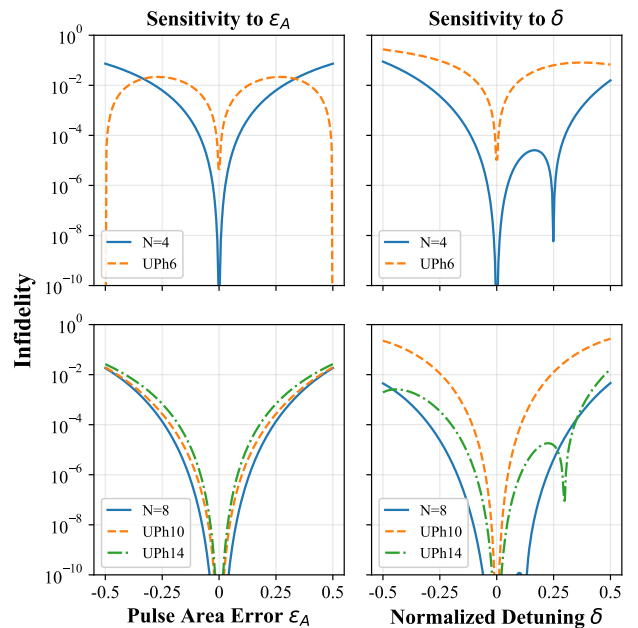 Sensitivity to ε_A
Sensitivity to δ
Infidelity
10^0
10^-2
10^-4
10^-6
10^-8
10^-10
N=4
UPh6
N=4
UPh6
10^0
10^-2
10^-4
10^-6
10^-8
10^-10
N=8
UPh10
UPh14
N=8
UPh10
UPh14
-0.5 -0.25 0 0.25 0.5
-0.5 -0.25 0 0.25 0.5
Pulse Area Error ε_A
Normalized Detuning δ